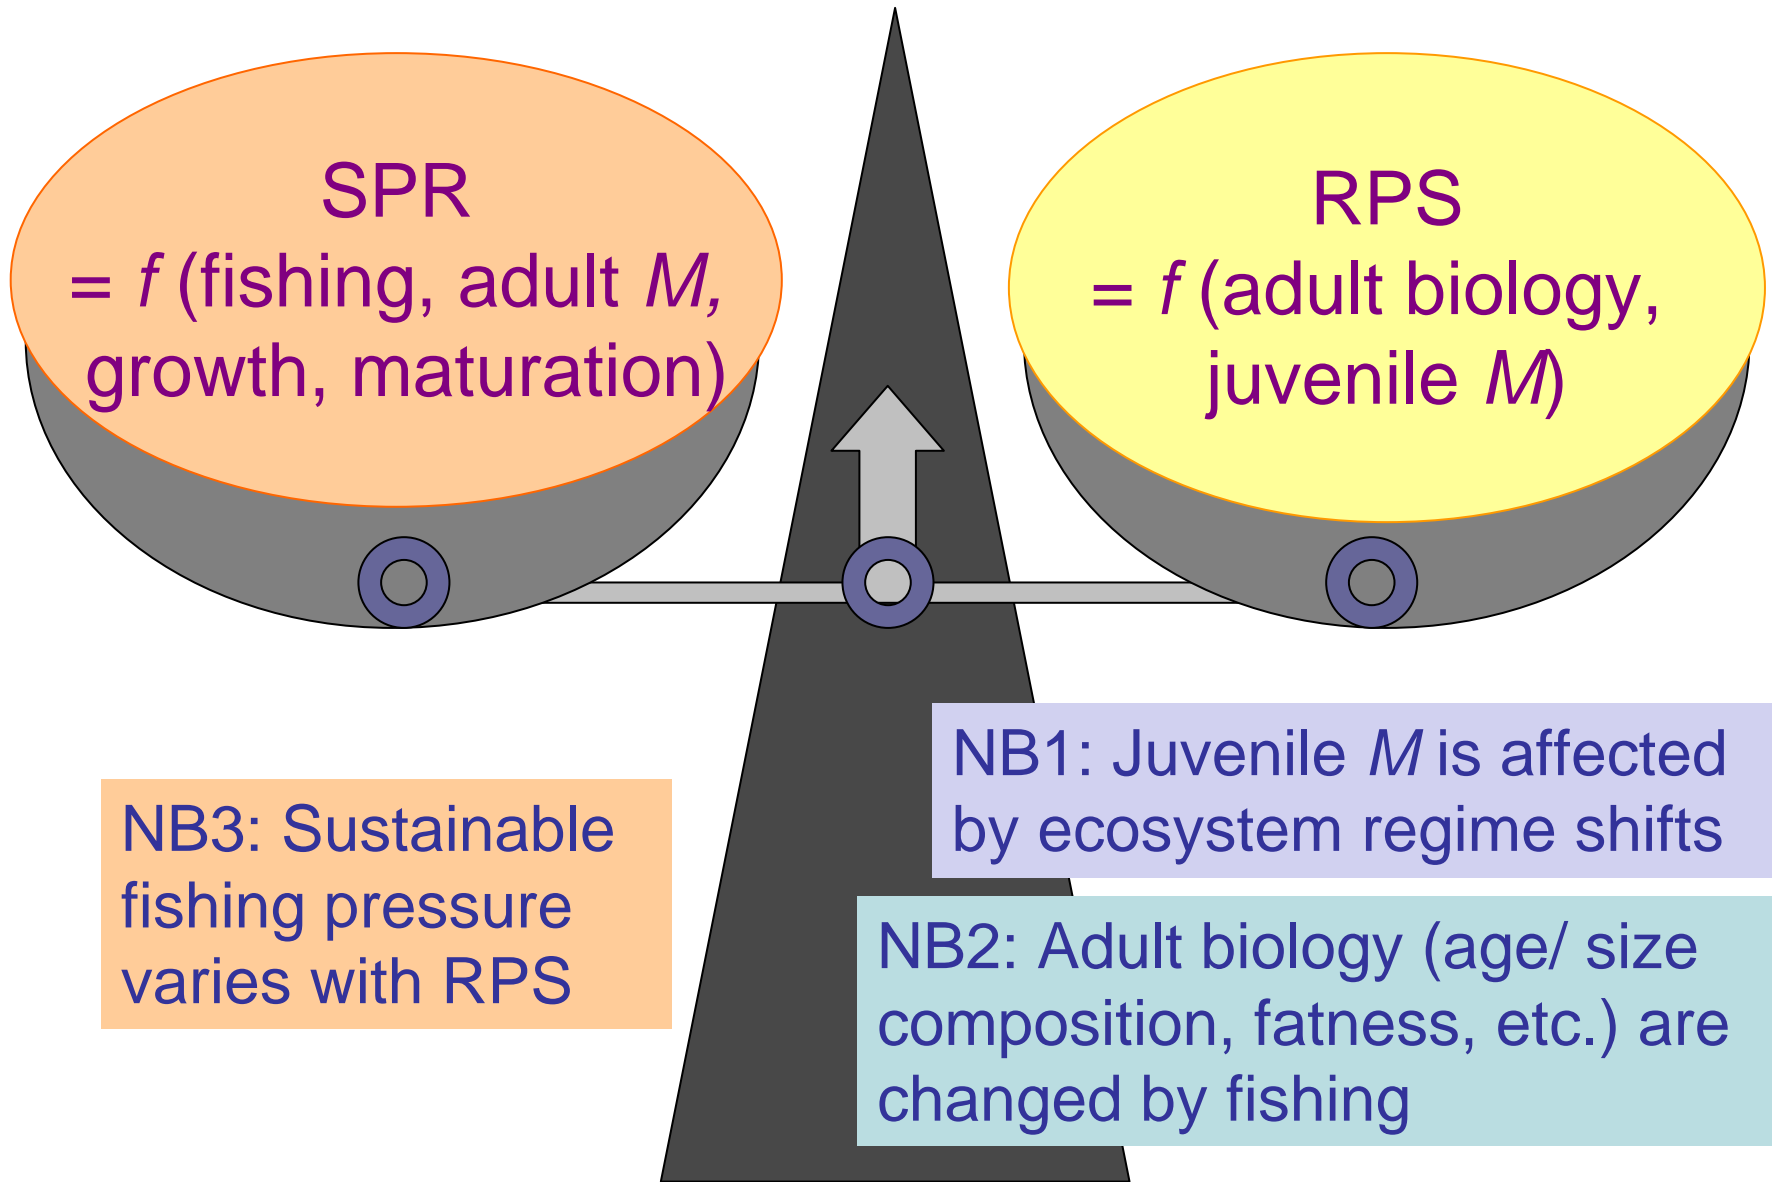 SPR
= f (fishing, adult M,
growth, maturation)
RPS
= f (adult biology,
juvenile M)
NB1: Juvenile M is affected
by ecosystem regime shifts
NB3: Sustainable
fishing pressure
varies with RPS
NB2: Adult biology (age/ size
composition, fatness, etc.) are
changed by fishing